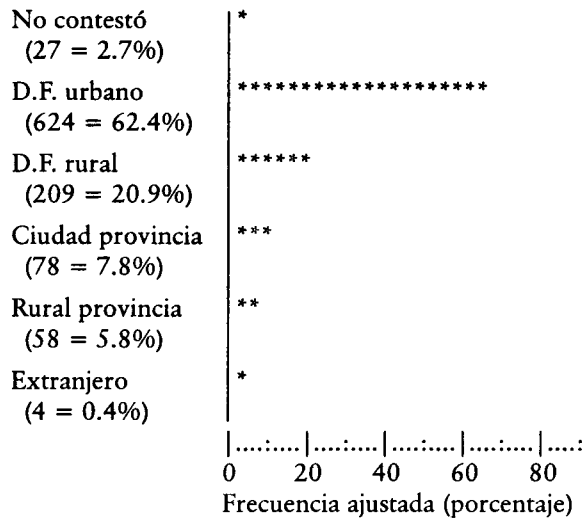 No contestó *
(27 = 2.7%)
D.F. urbano ********************
(624 = 62.4%)
D.F. rural ******
(209 = 20.9%)
Ciudad provincia ***
(78 = 7.8%)
Rural provincia **
(58 = 5.8%)
Extranjero *
(4 = 0.4%)
0 20 40 60 80
Frecuencia ajustada (porcentaje)